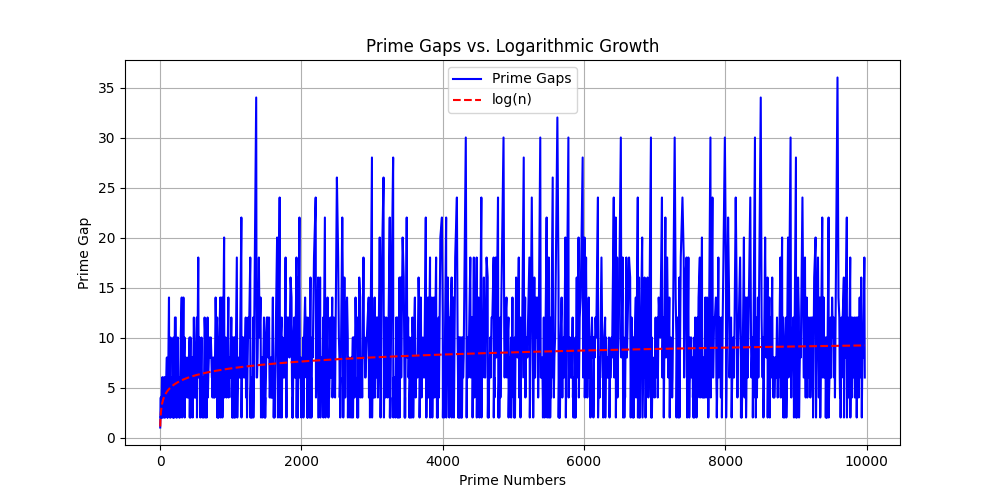 Prime Gaps vs. Logarithmic Growth
Prime Gaps
log(n)
Prime Gap
35
30
25
20
15
10
5
0
0 2000 4000 6000 8000 10000
Prime Numbers